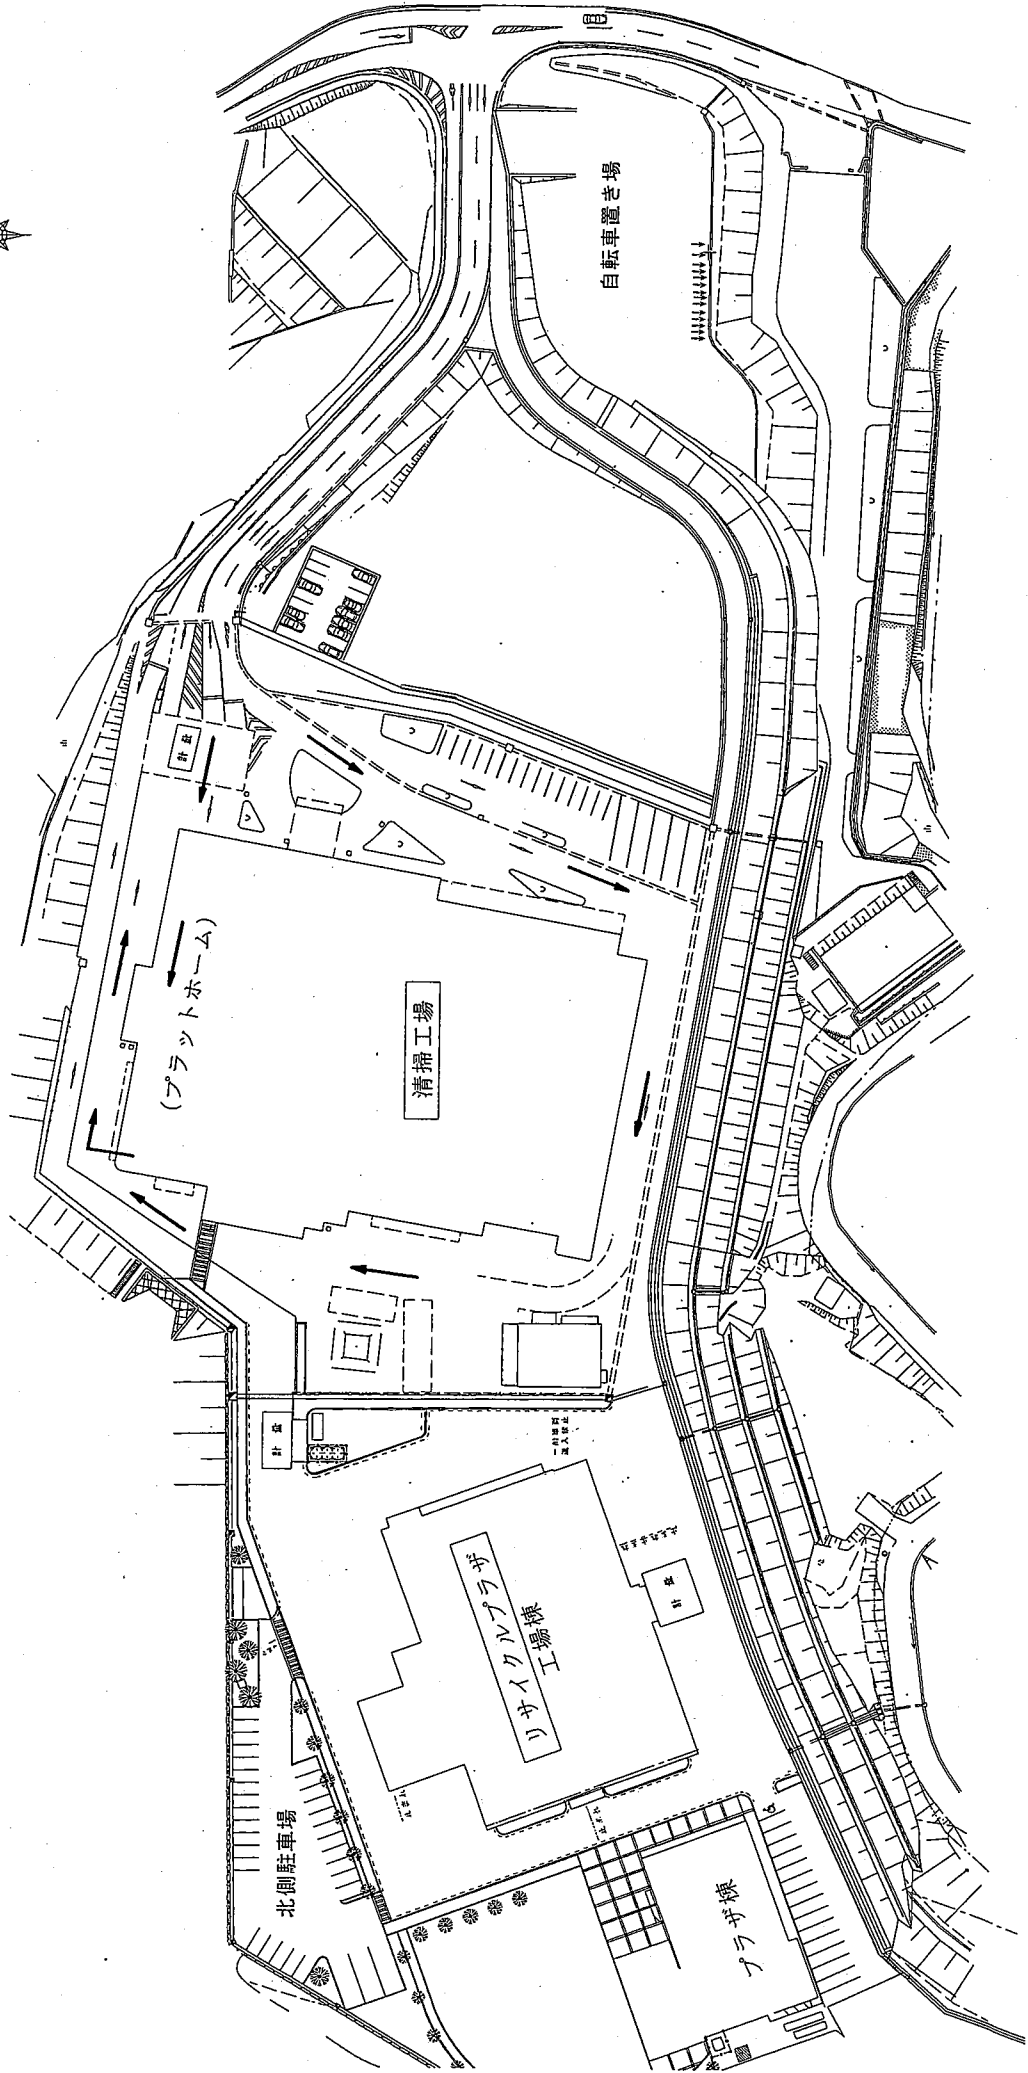 自転車置き場
計量
(プラットホーム)
清掃工場
計量
一般車両
進入禁止
リサイクルプラザ
工場棟
計量
北側駐車場
プラザ棟